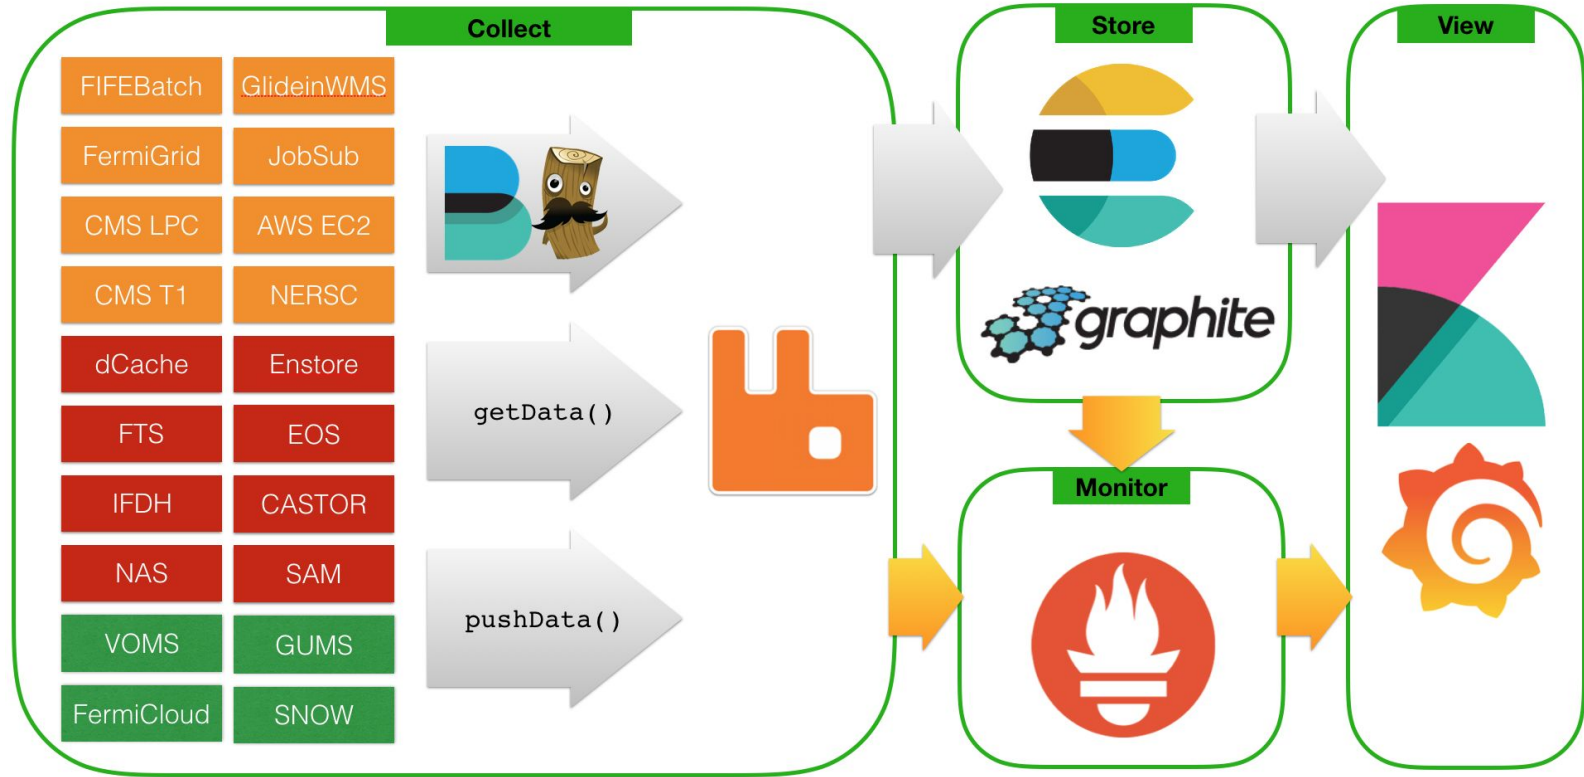 Collect
Store
View
FIFEBatch
GlideinWMS
FermiGrid
JobSub
CMS LPC
AWS EC2
CMS T1
NERSC
dCache
Enstore
FTS
EOS
IFDH
CASTOR
NAS
SAM
VOMS
GUMS
FermiCloud
SNOW
getData()
pushData()
graphite
Monitor